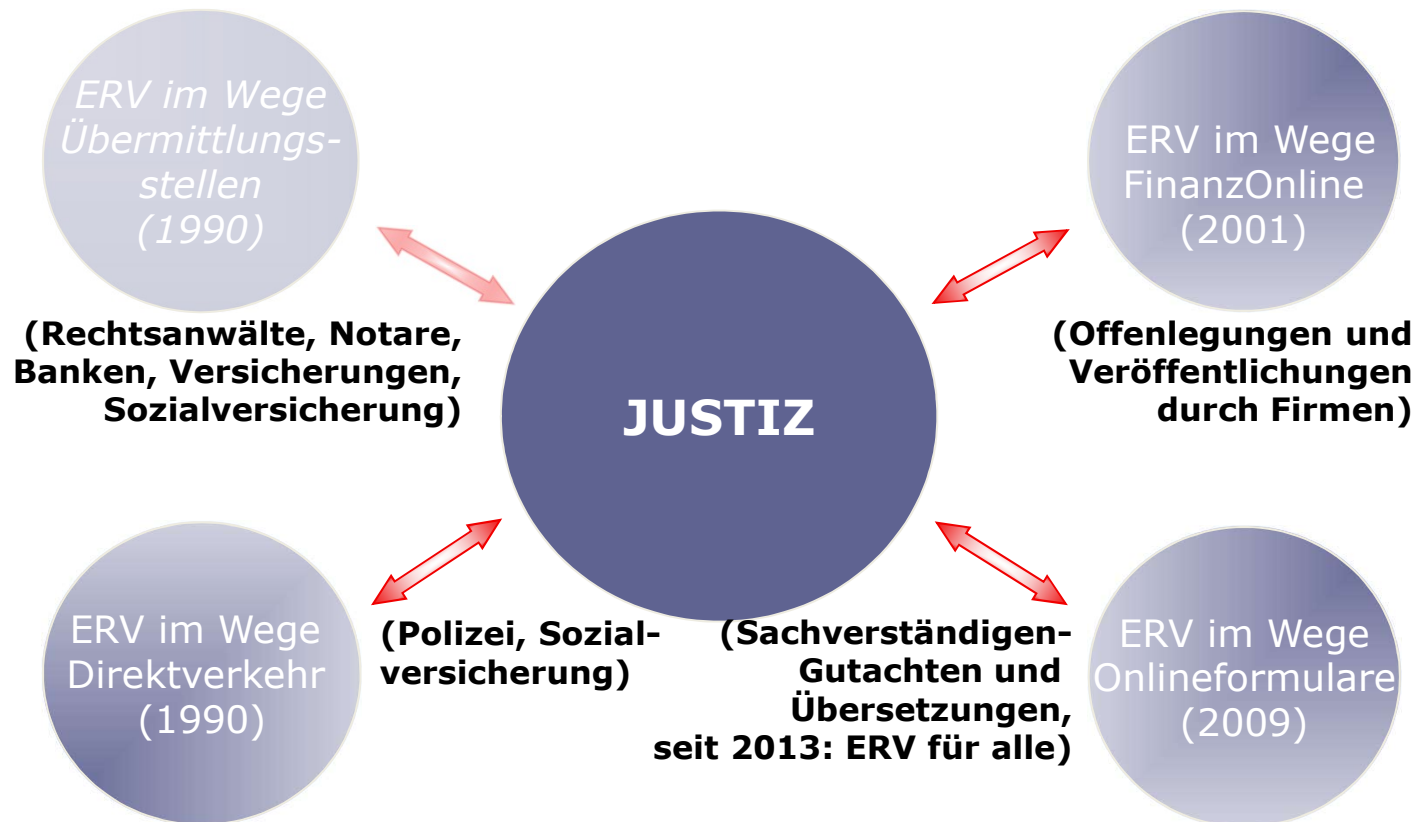 ERV im Wege
Übermittlungs-
stellen
(1990)
(Rechtsanwälte, Notare,
Banken, Versicherungen,
Sozialversicherung)
ERV im Wege
FinanzOnline
(2001)
(Offenlegungen und
Veröffentlichungen
durch Firmen)
JUSTIZ
ERV im Wege
Direktverkehr
(1990)
(Polizei, Sozial-
versicherung)
(Sachverständigen-
Gutachten und
Übersetzungen,
seit 2013: ERV für alle)
ERV im Wege
Onlineformulare
(2009)